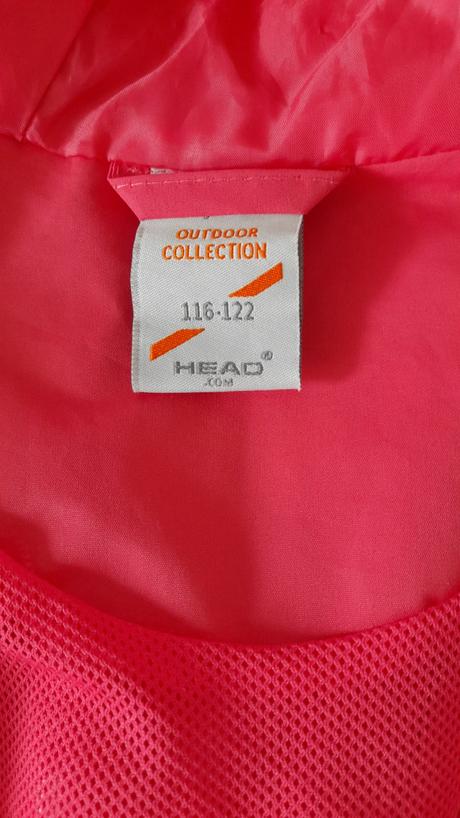 OUTDOOR
COLLECTION
116-122
HEAD®
.COM